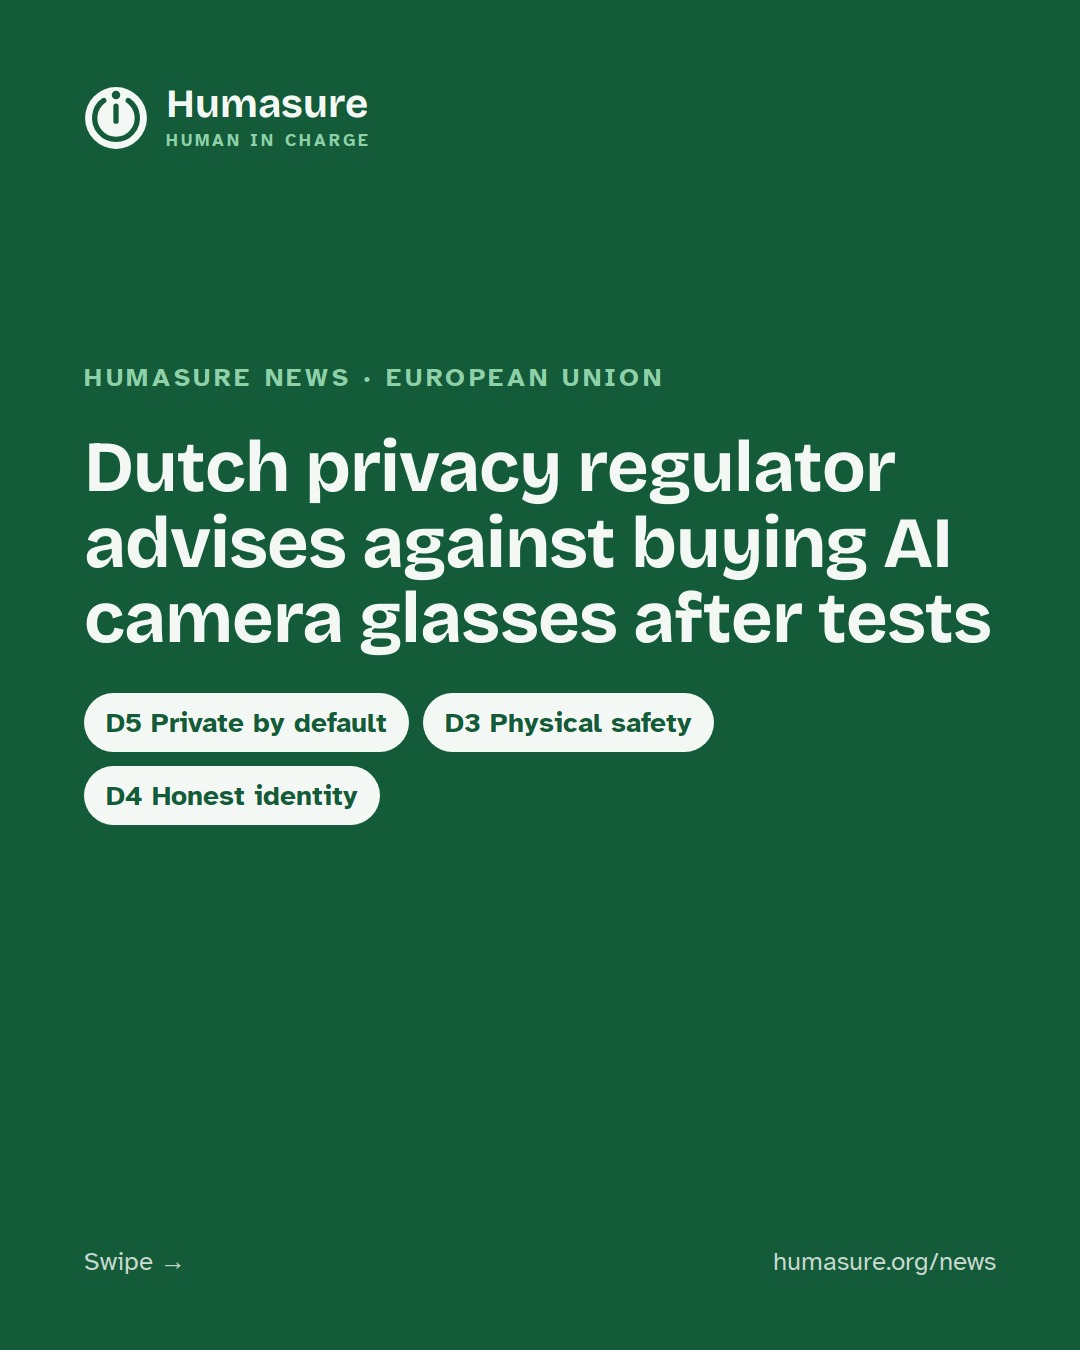 Humasure
HUMAN IN CHARGE
HUMASURE NEWS · EUROPEAN UNION
Dutch privacy regulator
advises against buying AI
camera glasses after tests
D5 Private by default
D3 Physical safety
D4 Honest identity
Swipe →
humasure.org/news